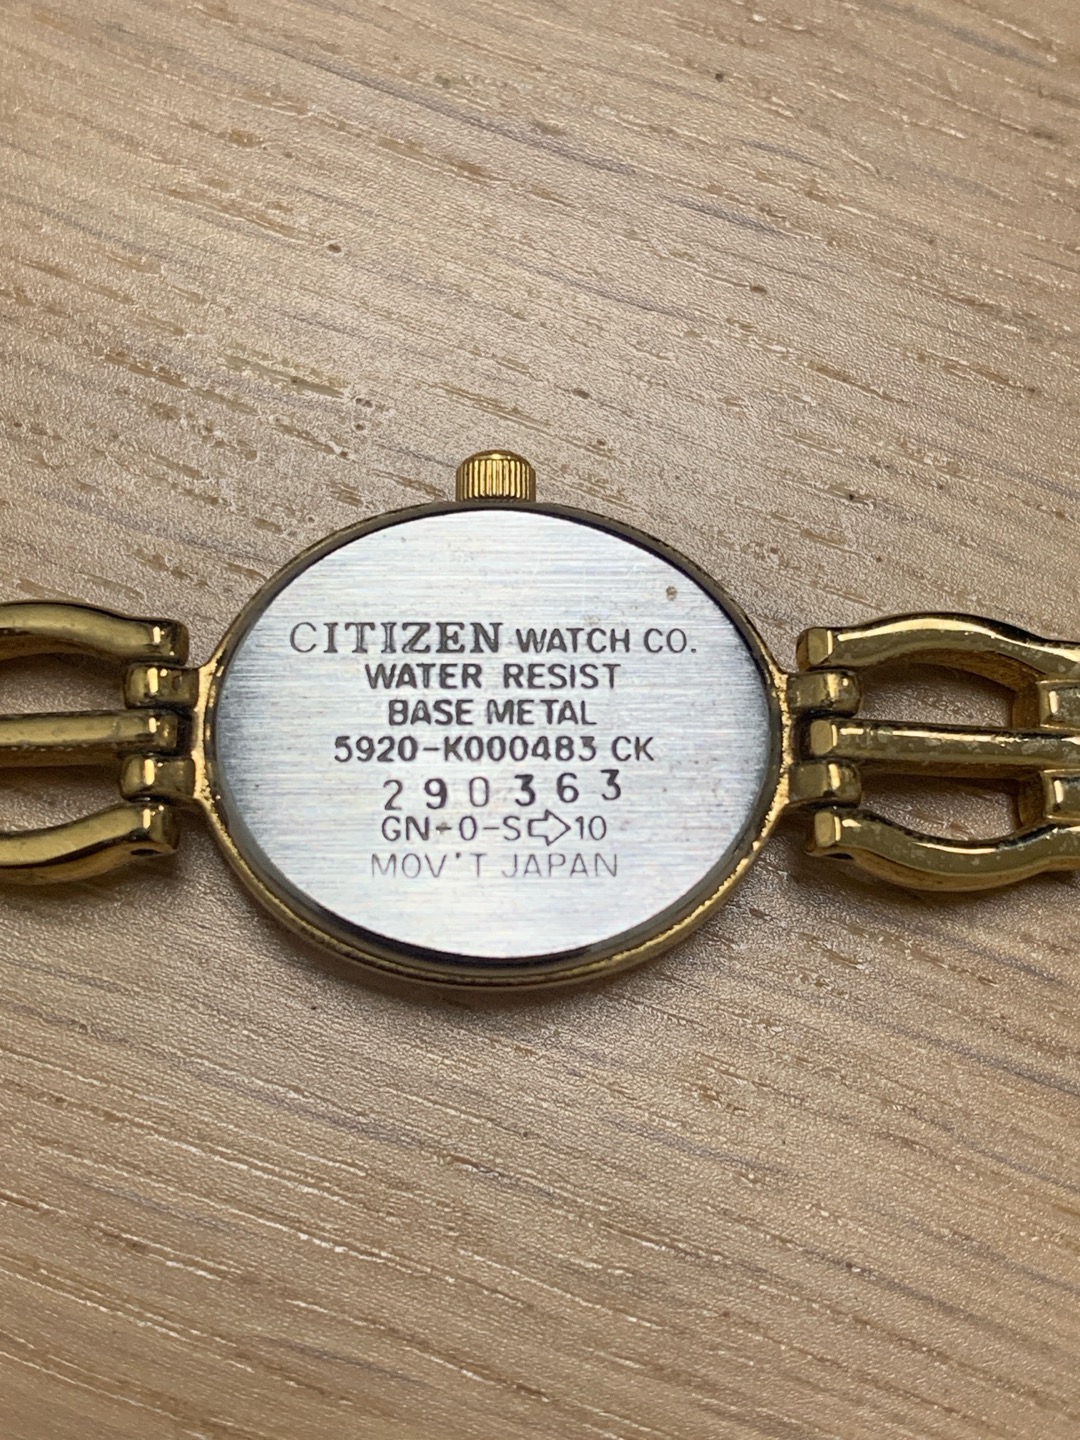 CITIZEN WATCH CO.
WATER RESIST
BASE METAL
5920-K000483 CK
290363
GN-0-S⇨10
MOV'T JAPAN